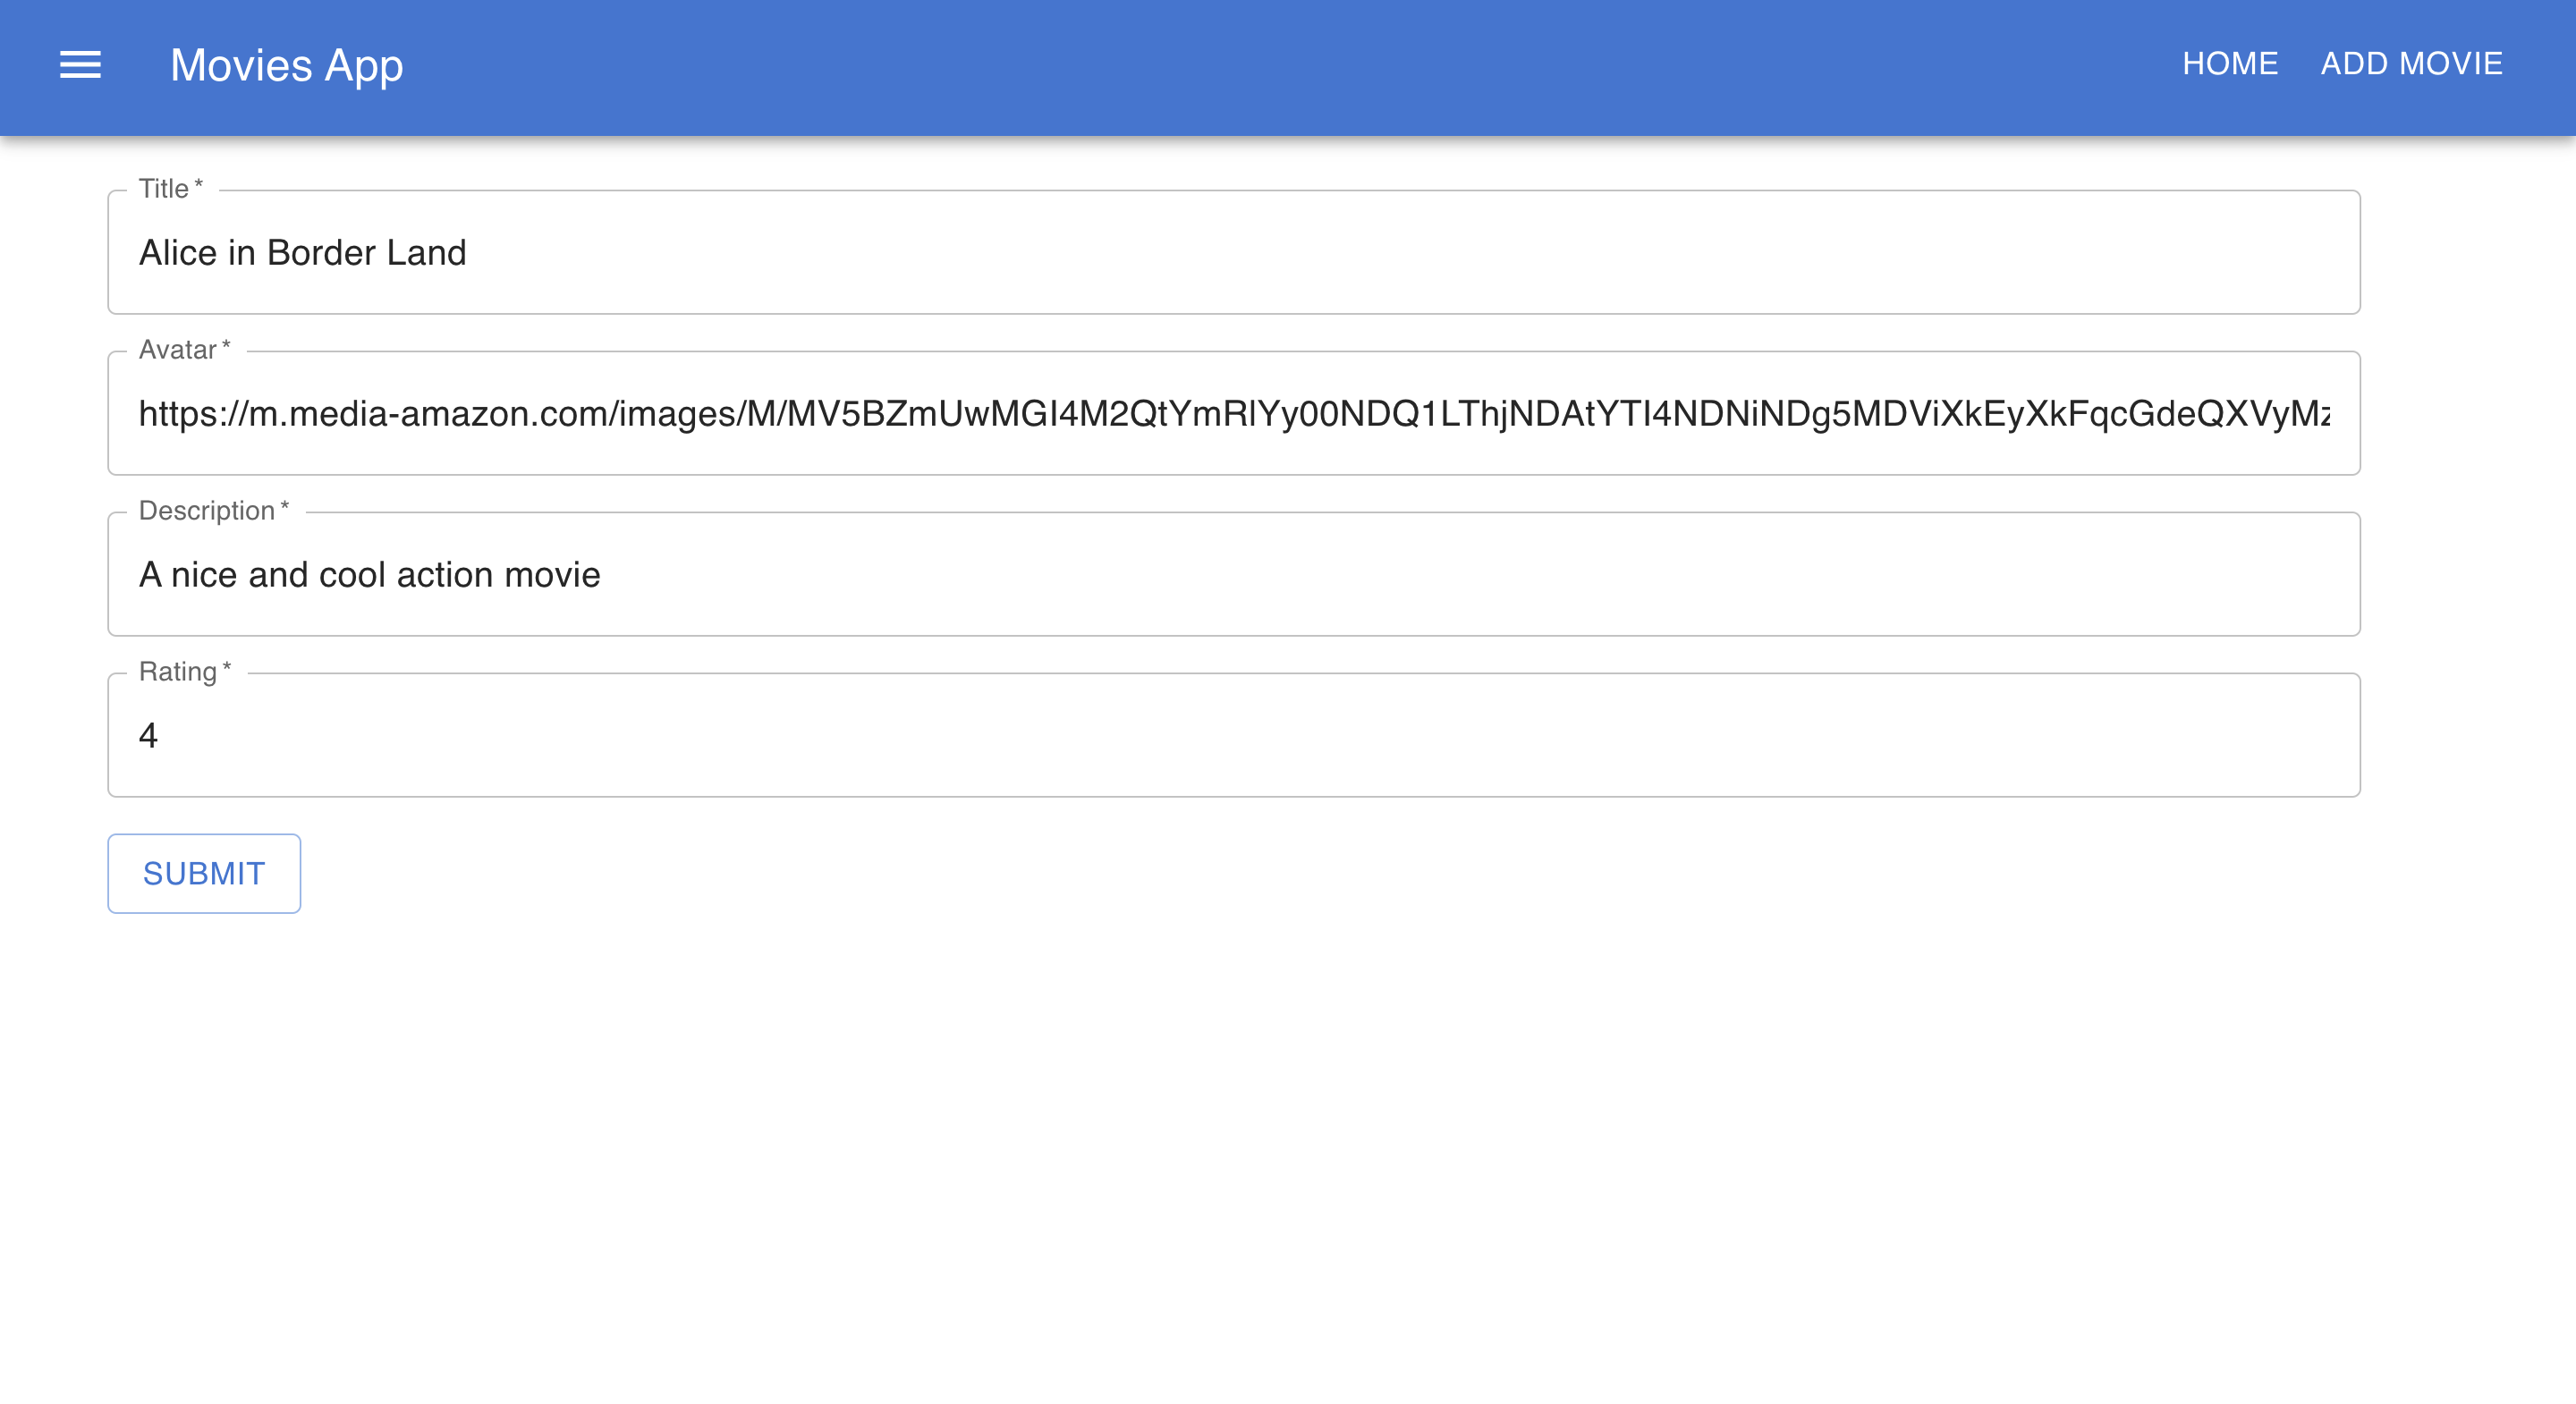 Movies App
HOME ADD MOVIE
Title *
Alice in Border Land
Avatar *
https://m.media-amazon.com/images/M/MV5BZmUwMGI4M2QtYmRlYy00NDQ1LThjNDAtYTI4NDNiNDg5MDViXkEyXkFqcGdeQXVyMz
Description *
A nice and cool action movie
Rating *
4
SUBMIT